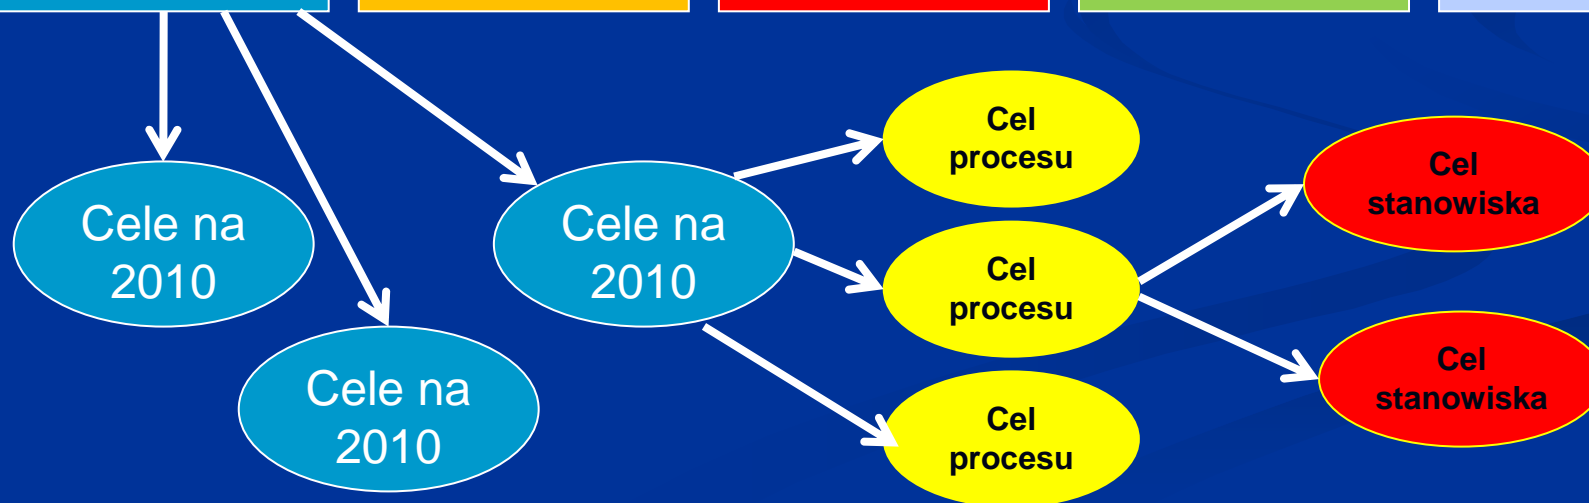 Cele na
2010
Cele na
2010
Cele na
2010
Cel
procesu
Cel
procesu
Cel
procesu
Cel
stanowiska
Cel
stanowiska